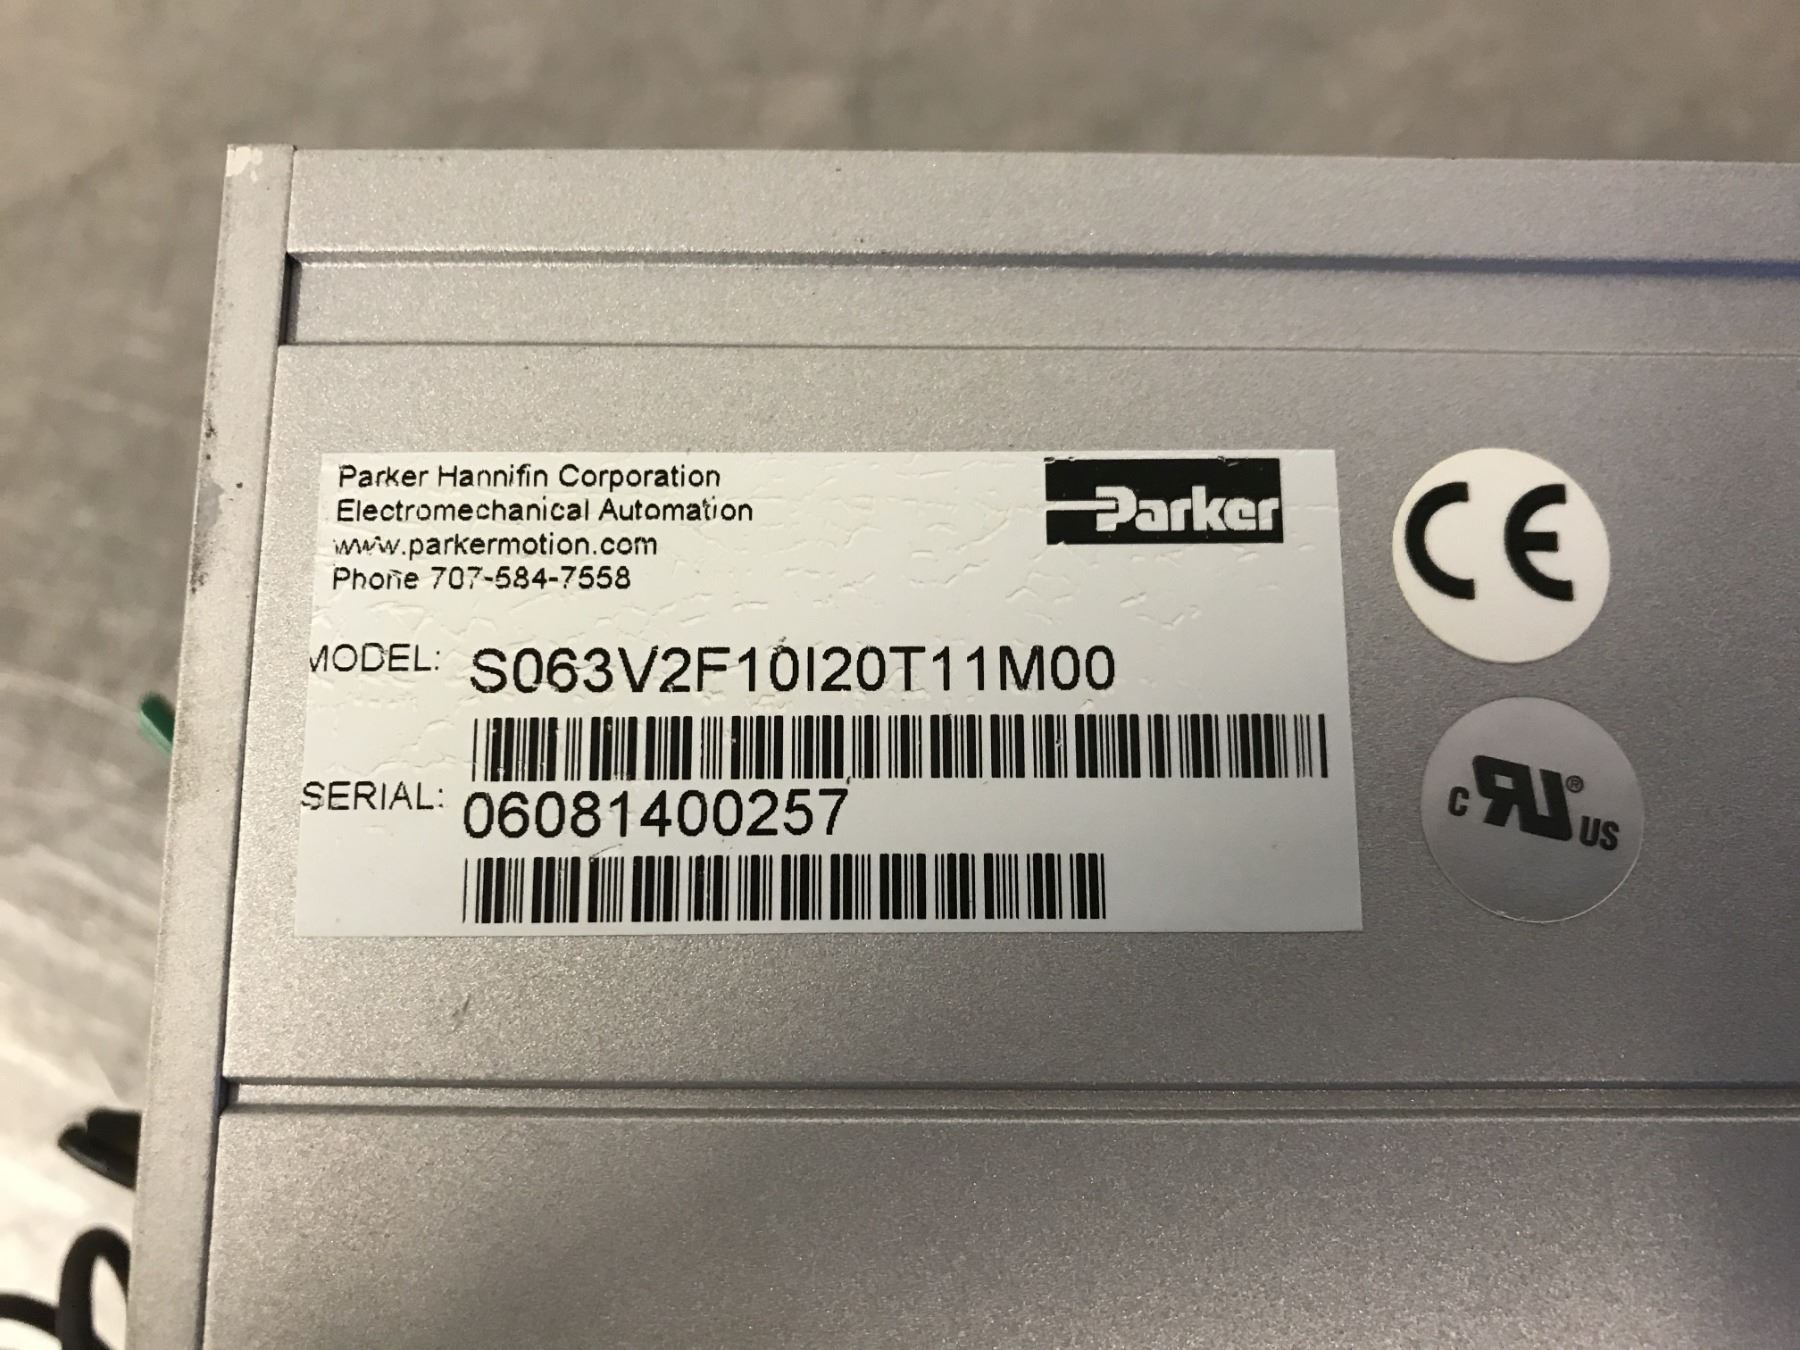 Parker Hannifin Corporation
Electromechanical Automation
www.parkermotion.com
Phone 707-584-7558
Parker
MODEL: S063V2F10I20T11M00
SERIAL: 06081400257
CE
C RU® US